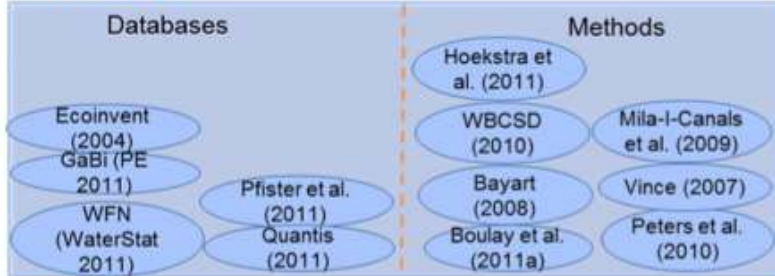 Databases
Ecoinvent
(2004)
GaBi (PE
2011)
WFN
(WaterStat
2011)
Pfister et al.
(2011)
Quantis
(2011)
Methods
Hoekstra et
al. (2011)
WBCSD
(2010)
Bayart
(2008)
Boulay et al.
(2011a)
Mila-I-Canals
et al. (2009)
Vince (2007)
Peters et al.
(2010)